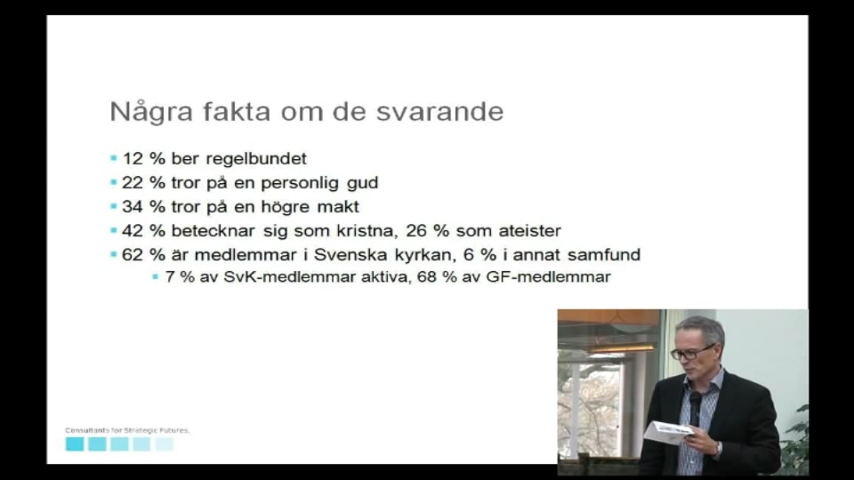 Några fakta om de svarande
12 % ber regelbundet
22 % tror på en personlig gud
34 % tror på en högre makt
42 % betecknar sig som kristna, 26 % som ateister
62 % är medlemmar i Svenska kyrkan, 6 % i annat samfund
7 % av SvK-medlemmar aktiva, 68 % av GF-medlemmar
Consultants for Strategic Futures.